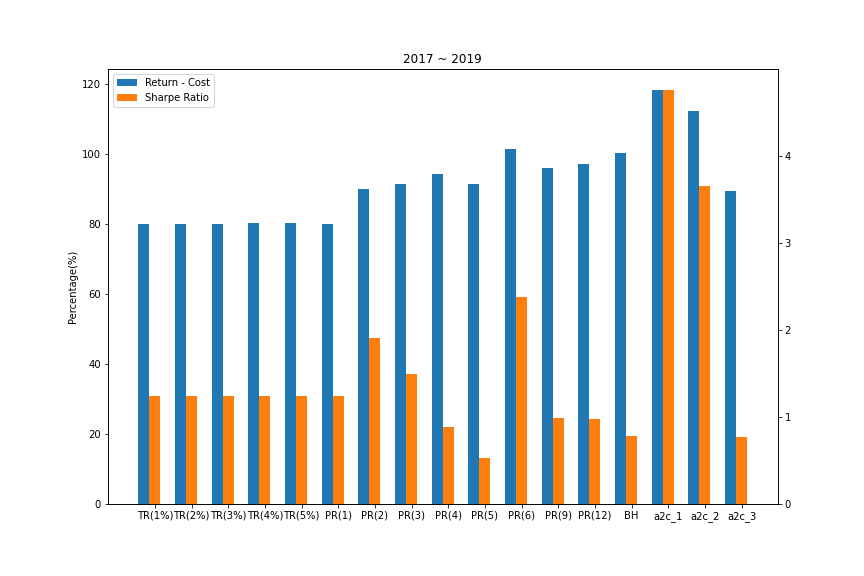 2017 ~ 2019
Return - Cost
Sharpe Ratio
Percentage(%)
120
100
80
60
40
20
0
4
3
2
1
0
TR(1%) TR(2%) TR(3%) TR(4%) TR(5%) PR(1) PR(2) PR(3) PR(4) PR(5) PR(6) PR(9) PR(12) BH a2c_1 a2c_2 a2c_3